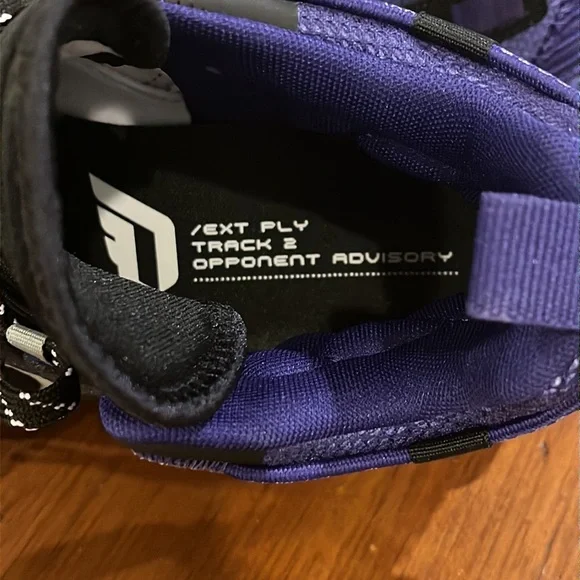 /EXT PLY
TRACK 2
OPPONENT ADVISORY